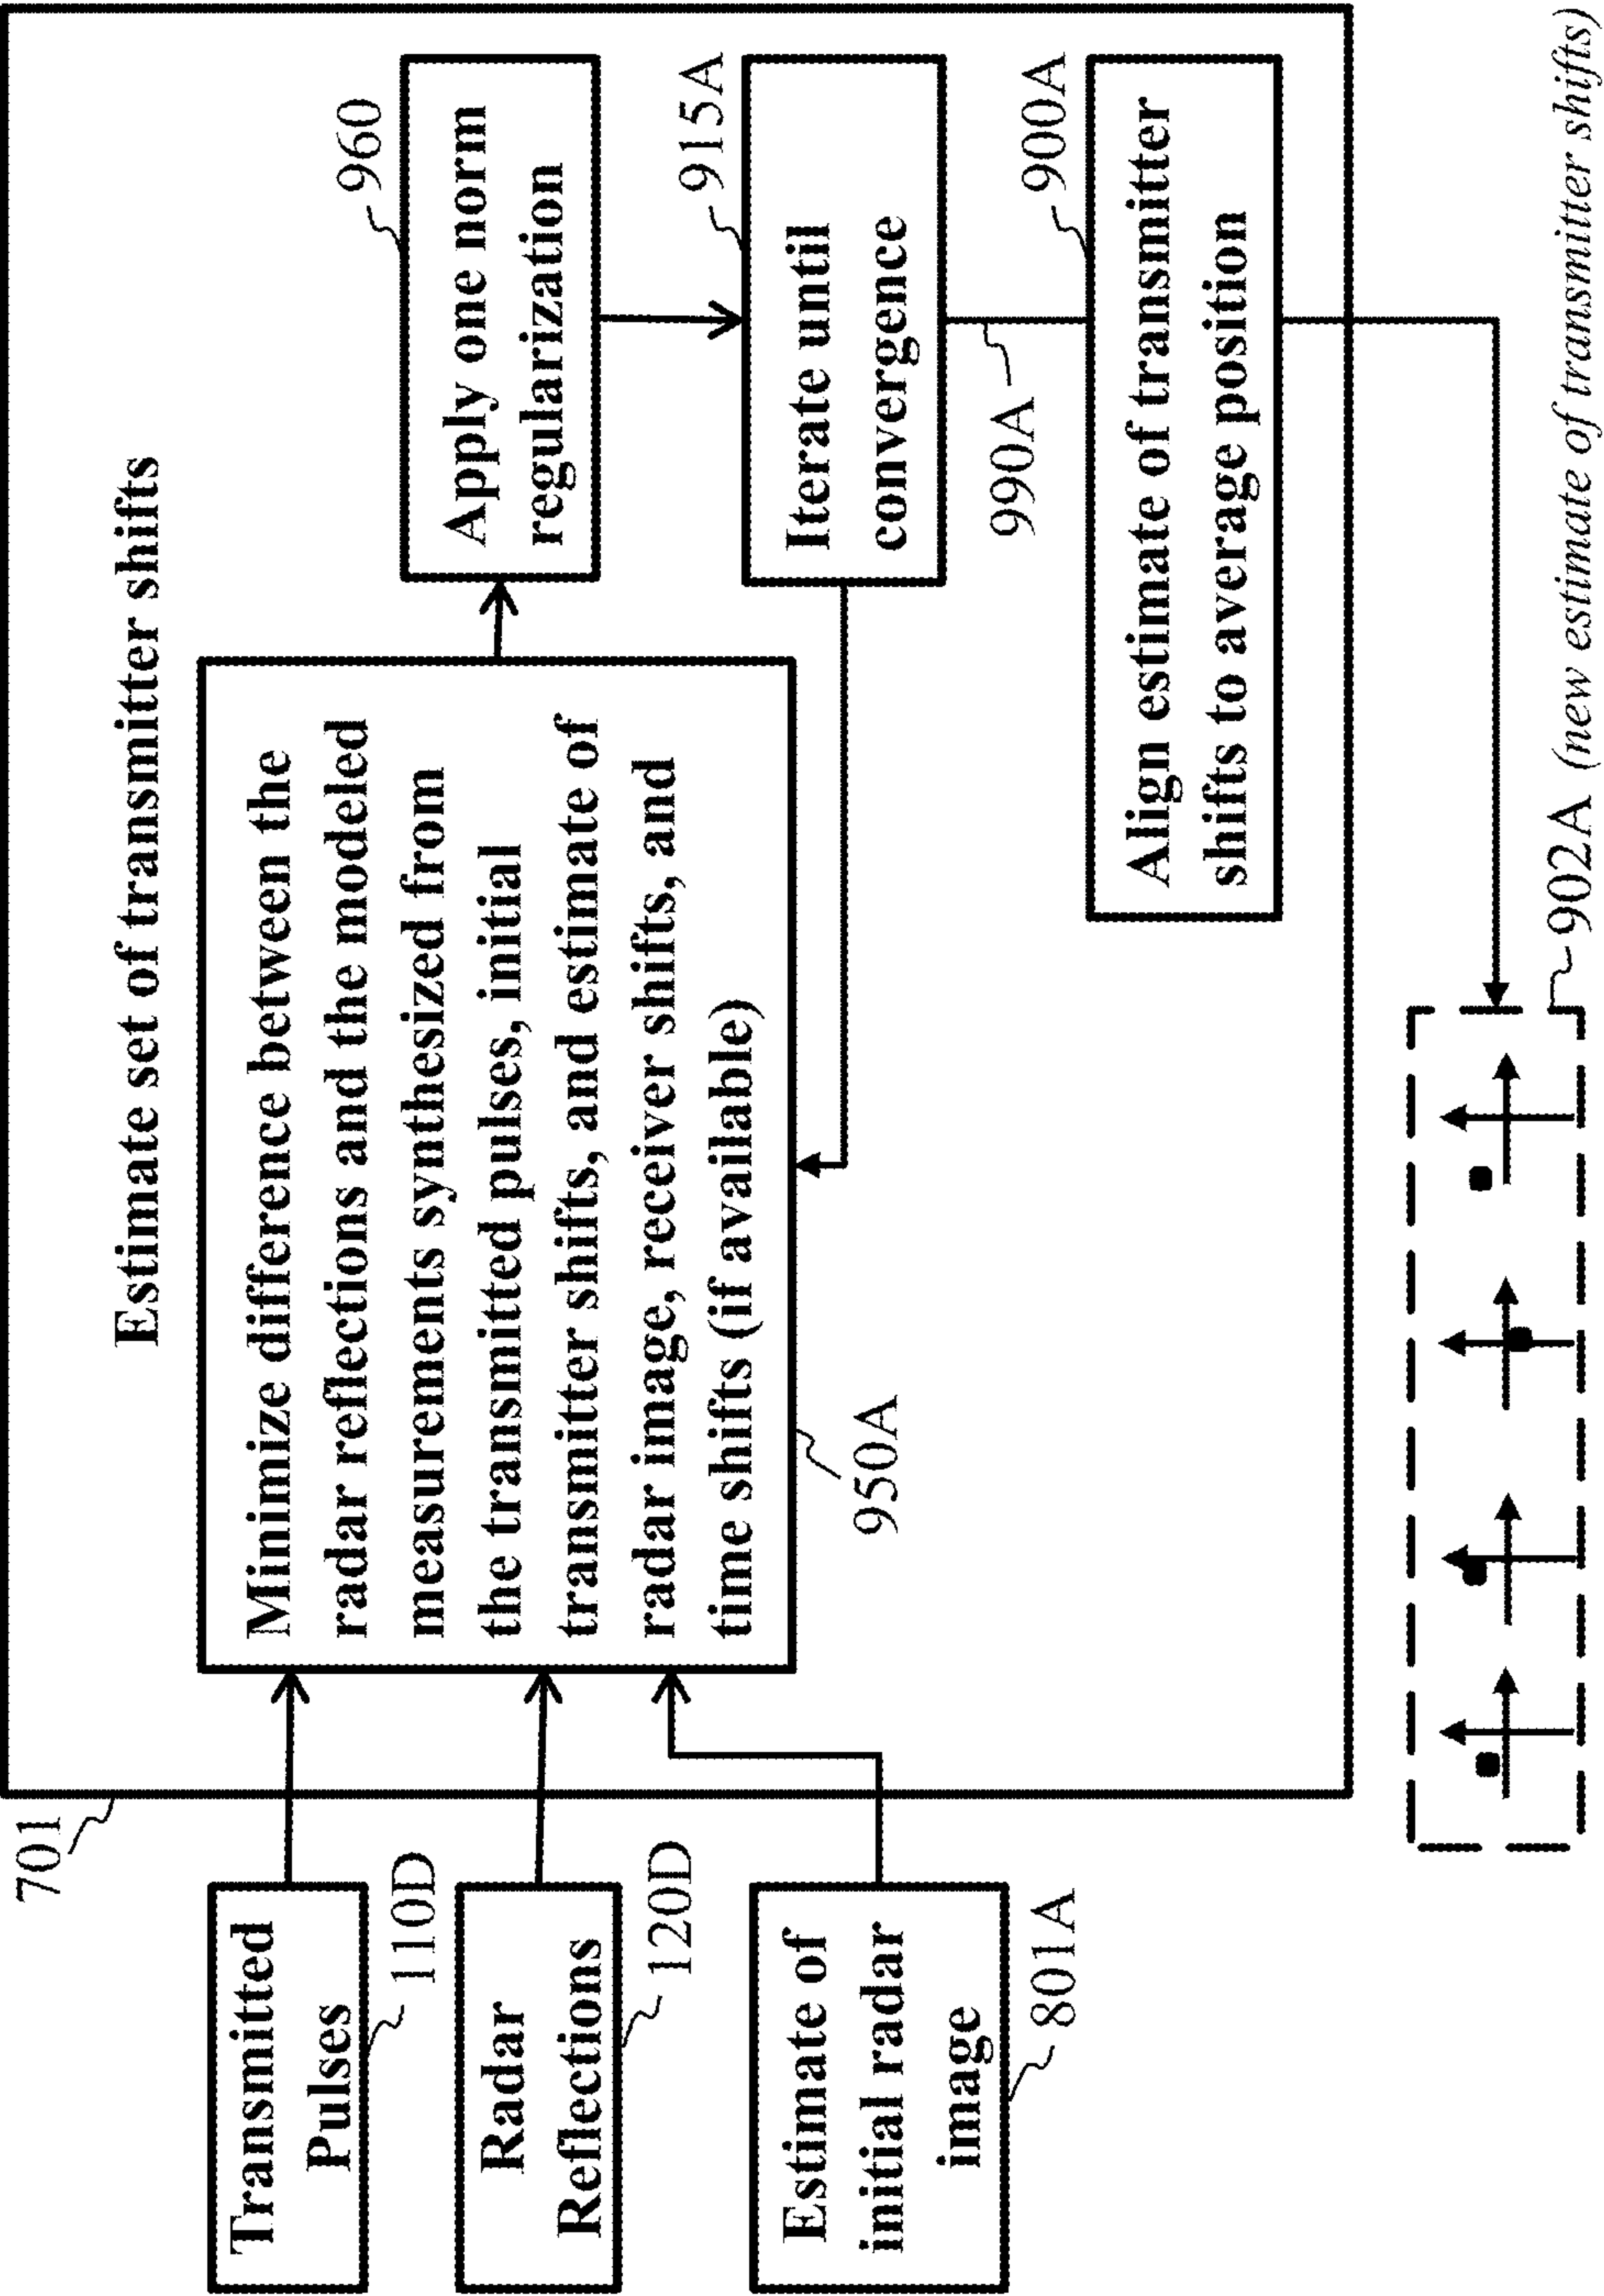 701
Estimate set of transmitter shifts
Transmitted
Pulses
110D
Radar
Reflections
120D
Estimate of
initial radar
image
801A
Minimize difference between the
radar reflections and the modeled
measurements synthesized from
the transmitted pulses, initial
transmitter shifts, and estimate of
radar image, receiver shifts, and
time shifts (if available)
950A
Apply one norm
regularization
960
Iterate until
convergence
915A
990A
Align estimate of transmitter
shifts to average position
900A
902A (new estimate of transmitter shifts)